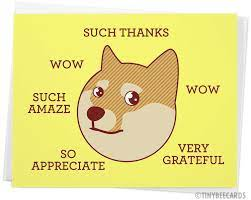 SUCH THANKS
WOW
WOW
SUCH
AMAZE
SO
APPRECIATE
VERY
GRATEFUL
©TINYBEECARDS